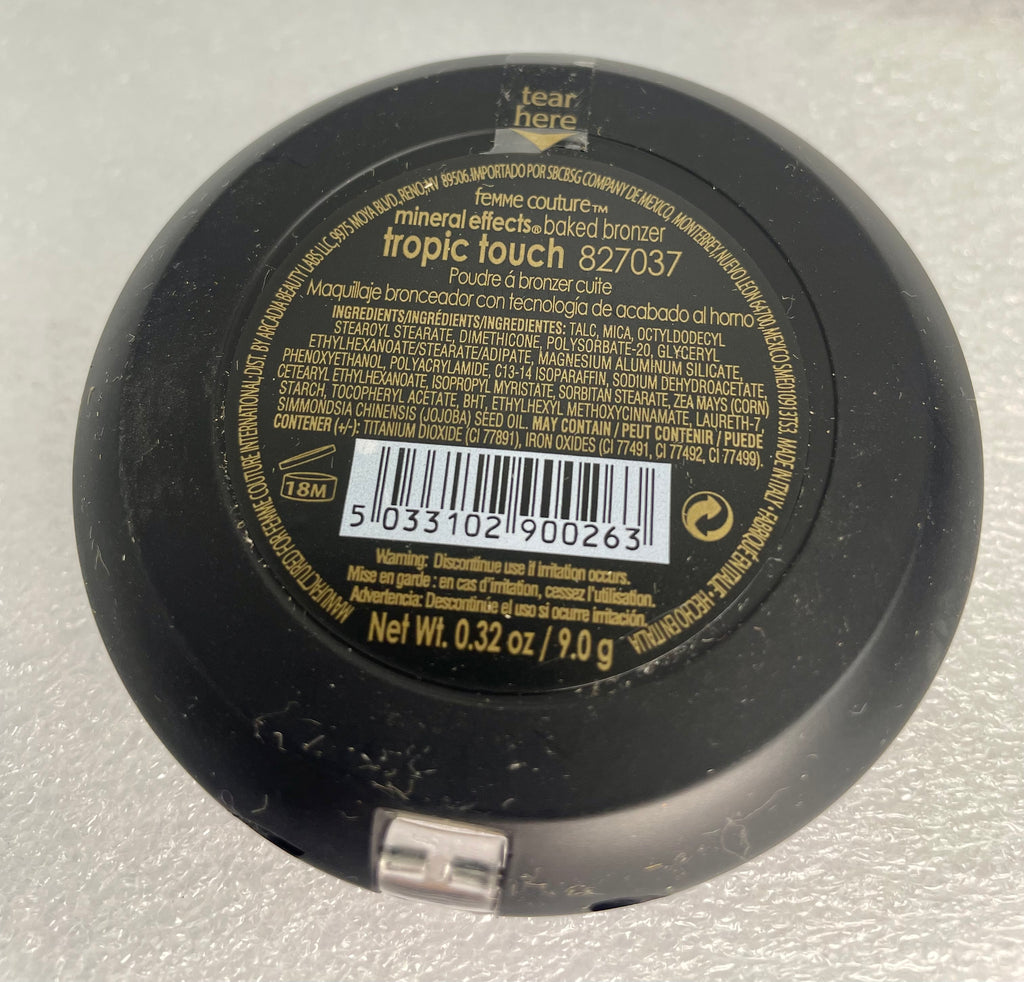 tear
here
MANUFACTURED FOR FEMME COUTURE INTERNATIONAL, DIST. BY ARCADIA BEAUTY LABS LLC, 9975 MOYA BLVD., RENO, NV 89506. IMPORTADO POR SBCBSG COMPANY DE MEXICO, MONTERREY, NUEVO LEON 64700, MEXICO MADE IN ITALY • FABRIQUÉ EN ITALIE • HECHO EN ITALIA
fēmme couture™
mineral effects® baked bronzer
tropic touch 827037
Poudre á bronzer cuite
Maquillaje bronceador con tecnología de acabado al horno
INGREDIENTS/INGRÉDIENTS/INGREDIENTES: TALC, MICA, OCTYLDODECYL
STEAROYL STEARATE, DIMETHICONE, POLYSORBATE-20, GLYCERYL
ETHYLHEXANOATE/STEARATE/ADIPATE, MAGNESIUM ALUMINUM SILICATE,
PHENOXYETHANOL, POLYACRYLAMIDE, C13-14 ISOPARAFFIN, SODIUM DEHYDROACETATE,
CETEARYL ETHYLHEXANOATE, ISOPROPYL MYRISTATE, SORBITAN STEARATE, ZEA MAYS (CORN)
STARCH, TOCOPHERYL ACETATE, BHT, ETHYLHEXYL METHOXYCINNAMATE, LAURETH-7,
SIMMONDSIA CHINENSIS (JOJOBA) SEED OIL. MAY CONTAIN / PEUT CONTENIR / PUEDE
CONTENER (+/-): TITANIUM DIOXIDE (CI 77891), IRON OXIDES (CI 77491, CI 77492, CI 77499).
18M
5 033102 900263
Warning: Discontinue use if irritation occurs.
Mise en garde : en cas d'irritation, cessez l'utilisation.
Advertencia: Descontinúe el uso si ocurre irritación.
Net Wt. 0.32 oz / 9.0 g